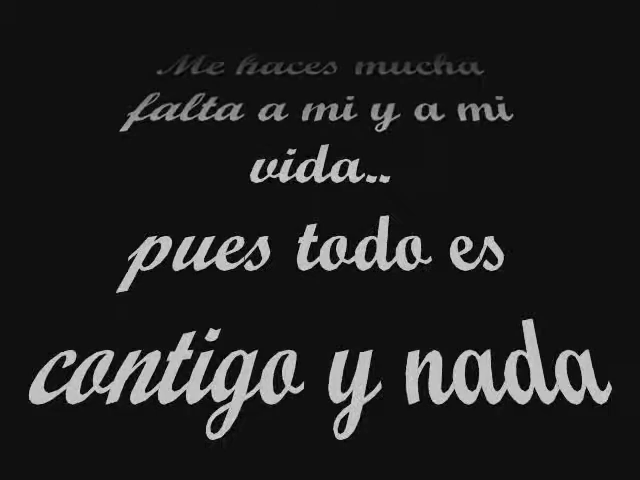 Me haces mucha
falta a mi y a mi
vida..
pues todo es
contigo y nada